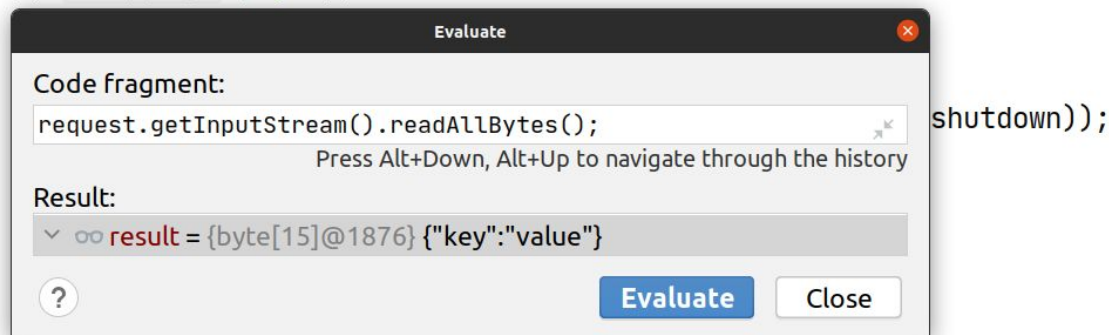 Evaluate
Code fragment:
request.getInputStream().readAllBytes();
shutdown));
Press Alt+Down, Alt+Up to navigate through the history
Result:
result = {byte[15]@1876} {"key":"value"}
?
Evaluate
Close